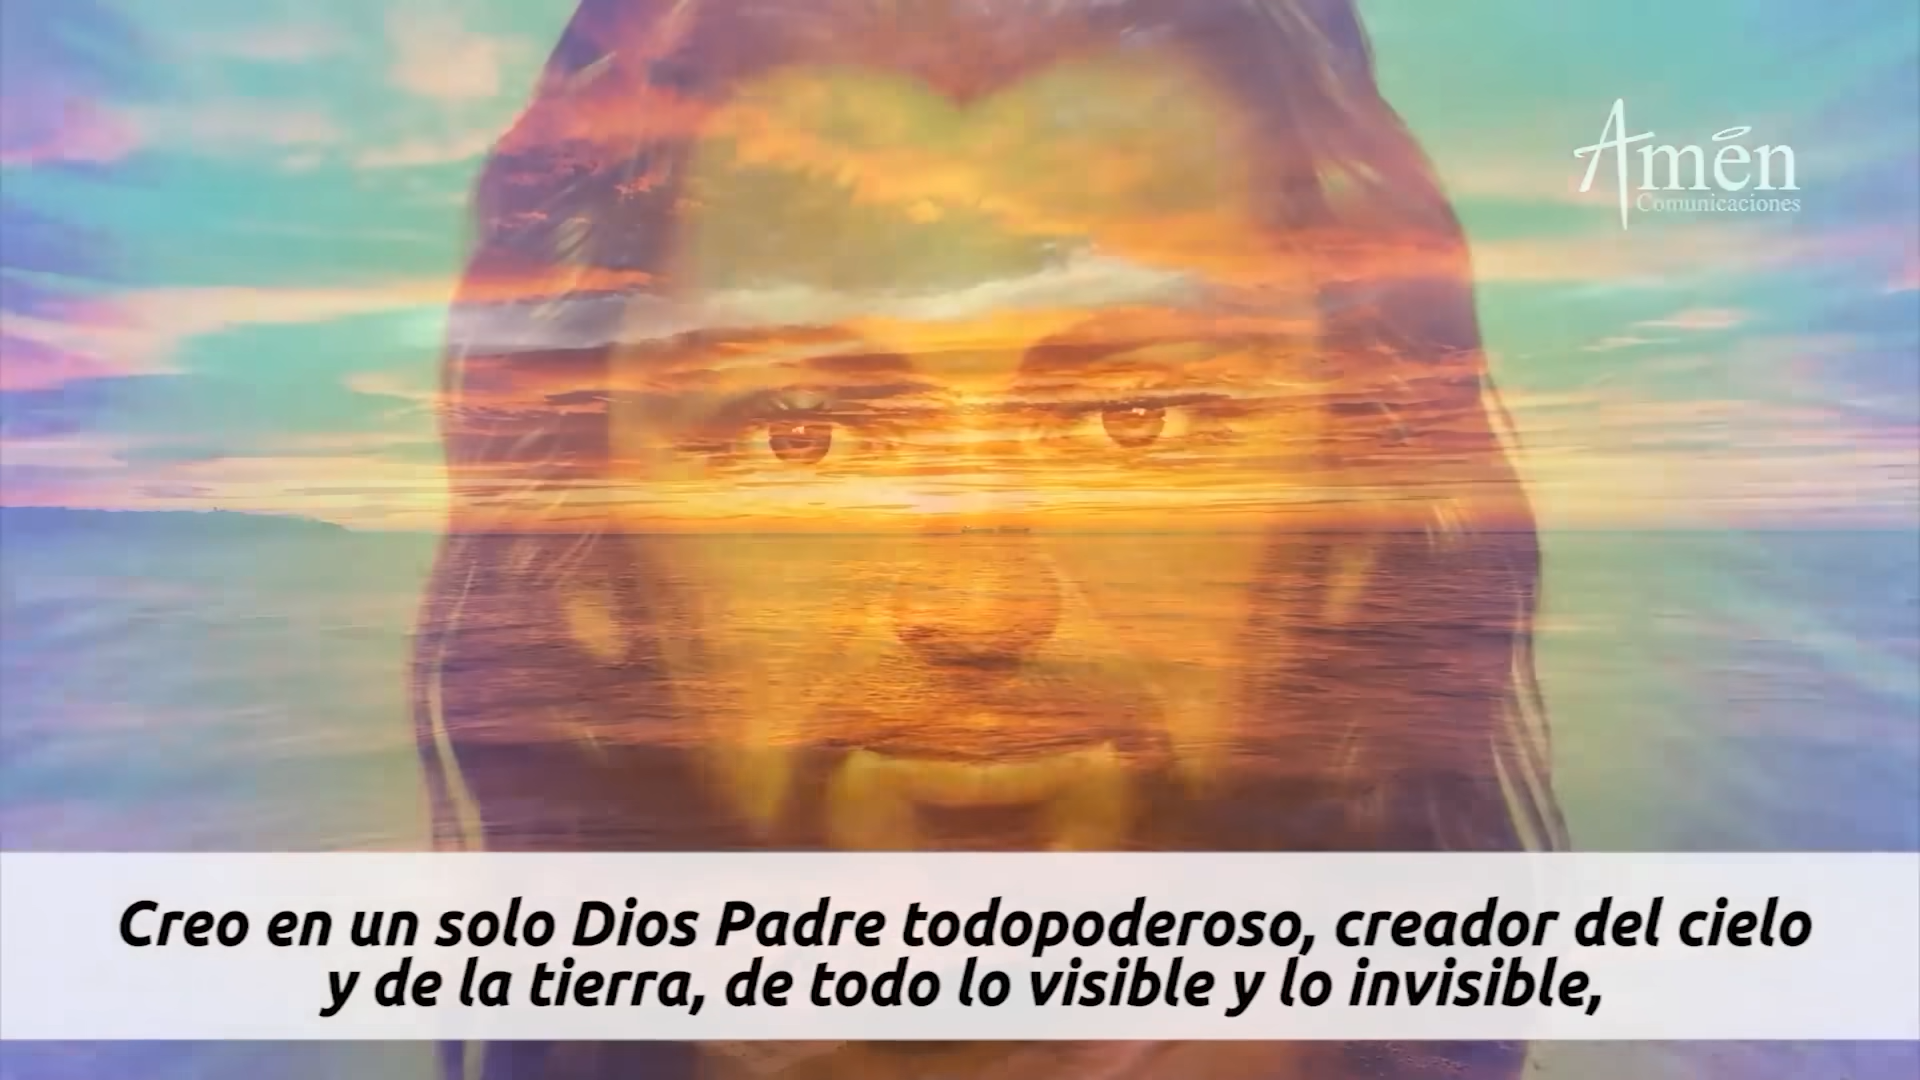 Amén
Comunicaciones
Creo en un solo Dios Padre todopoderoso, creador del cielo
y de la tierra, de todo lo visible y lo invisible,